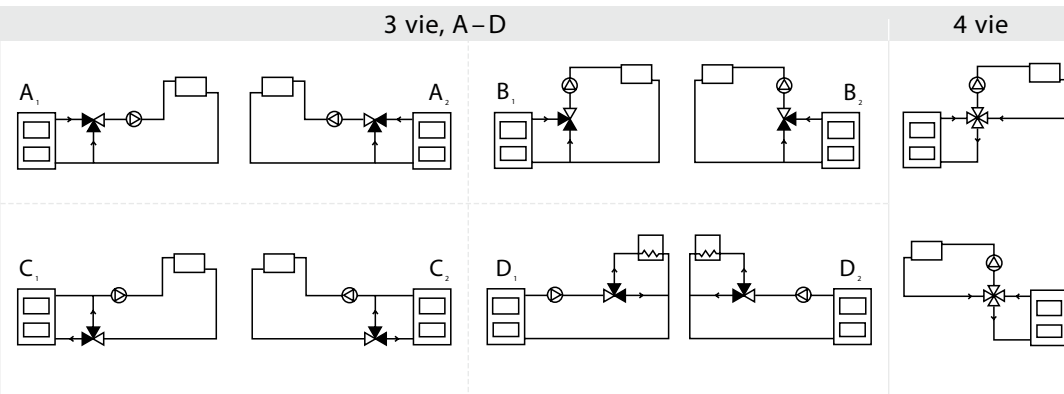 3 vie, A – D
4 vie
A₁
A₂
B₁
B₂
C₁
C₂
D₁
D₂